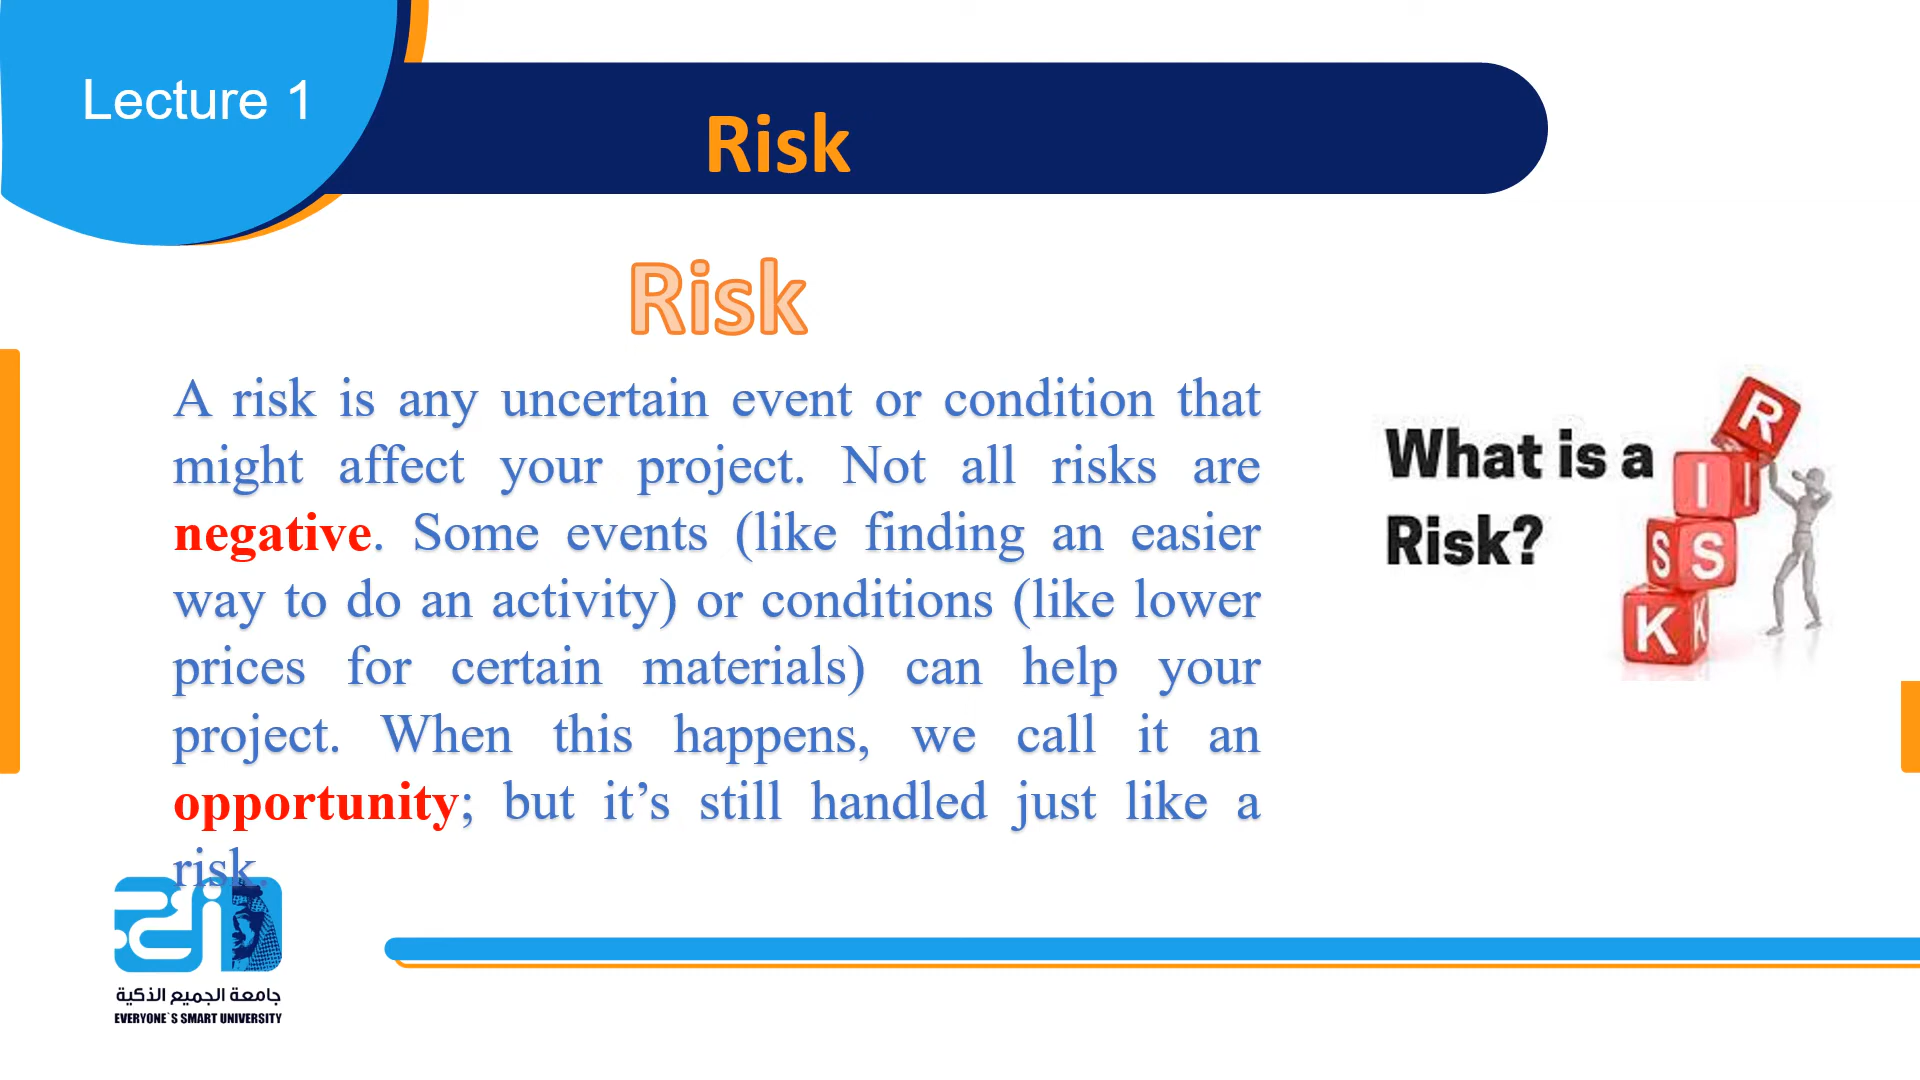 Lecture 1
Risk
Risk
A risk is any uncertain event or condition that
might affect your project. Not all risks are
negative. Some events (like finding an easier
way to do an activity) or conditions (like lower
prices for certain materials) can help your
project. When this happens, we call it an
opportunity; but it’s still handled just like a
risk.
What is a
Risk?
R
I I
S S
K K
جامعة الجميع الذكية
EVERYONE`S SMART UNIVERSITY